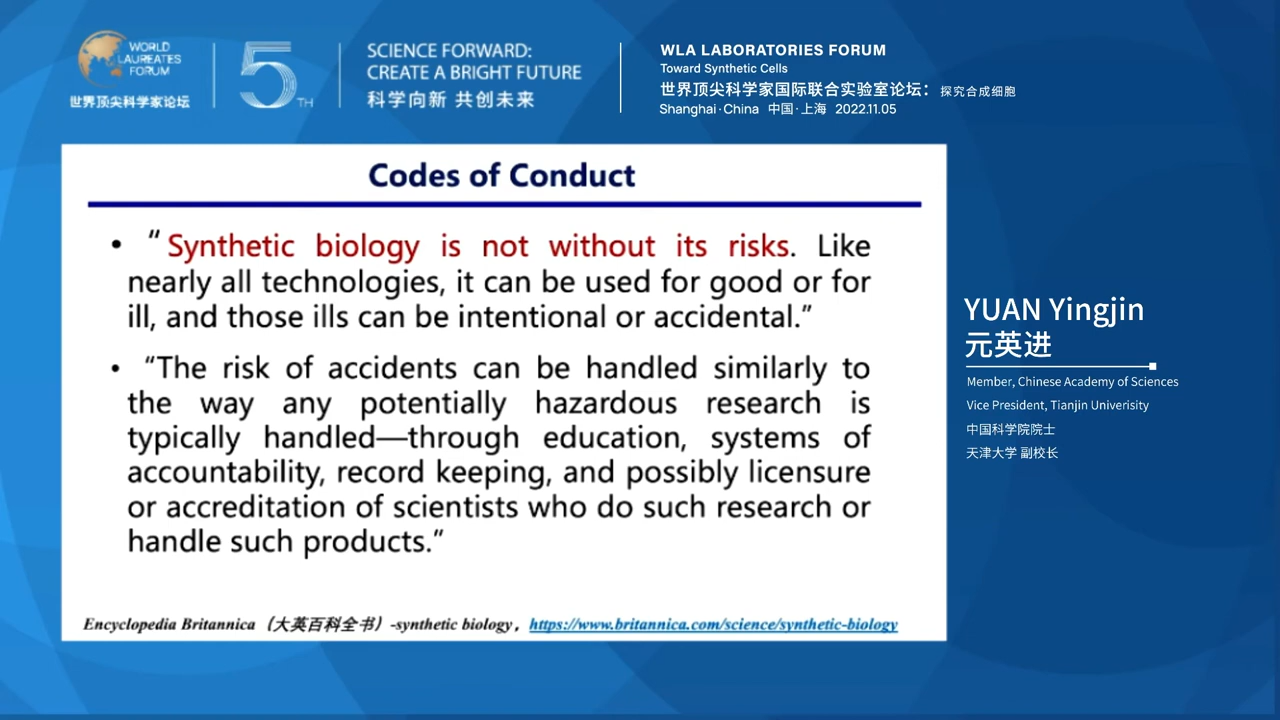 WORLD
LAUREATES
FORUM
世界顶尖科学家论坛
5TH
SCIENCE FORWARD:
CREATE A BRIGHT FUTURE
科学向新 共创未来
WLA LABORATORIES FORUM
Toward Synthetic Cells
世界顶尖科学家国际联合实验室论坛：探究合成细胞
Shanghai·China 中国·上海 2022.11.05
Codes of Conduct
• “Synthetic biology is not without its risks. Like
nearly all technologies, it can be used for good or for
ill, and those ills can be intentional or accidental.”
• “The risk of accidents can be handled similarly to
the way any potentially hazardous research is
typically handled—through education, systems of
accountability, record keeping, and possibly licensure
or accreditation of scientists who do such research or
handle such products.”
Encyclopedia Britannica（大英百科全书）-synthetic biology，https://www.britannica.com/science/synthetic-biology
YUAN Yingjin
元英进
Member, Chinese Academy of Sciences
Vice President, Tianjin Univerisity
中国科学院院士
天津大学 副校长